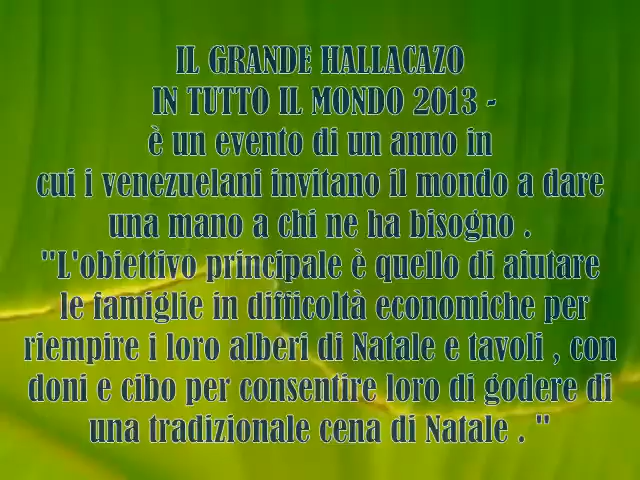 IL GRANDE HALLACAZO
IN TUTTO IL MONDO 2013 -
è un evento di un anno in
cui i venezuelani invitano il mondo a dare
una mano a chi ne ha bisogno .
"L'obiettivo principale è quello di aiutare
le famiglie in difficoltà economiche per
riempire i loro alberi di Natale e tavoli , con
doni e cibo per consentire loro di godere di
una tradizionale cena di Natale . "